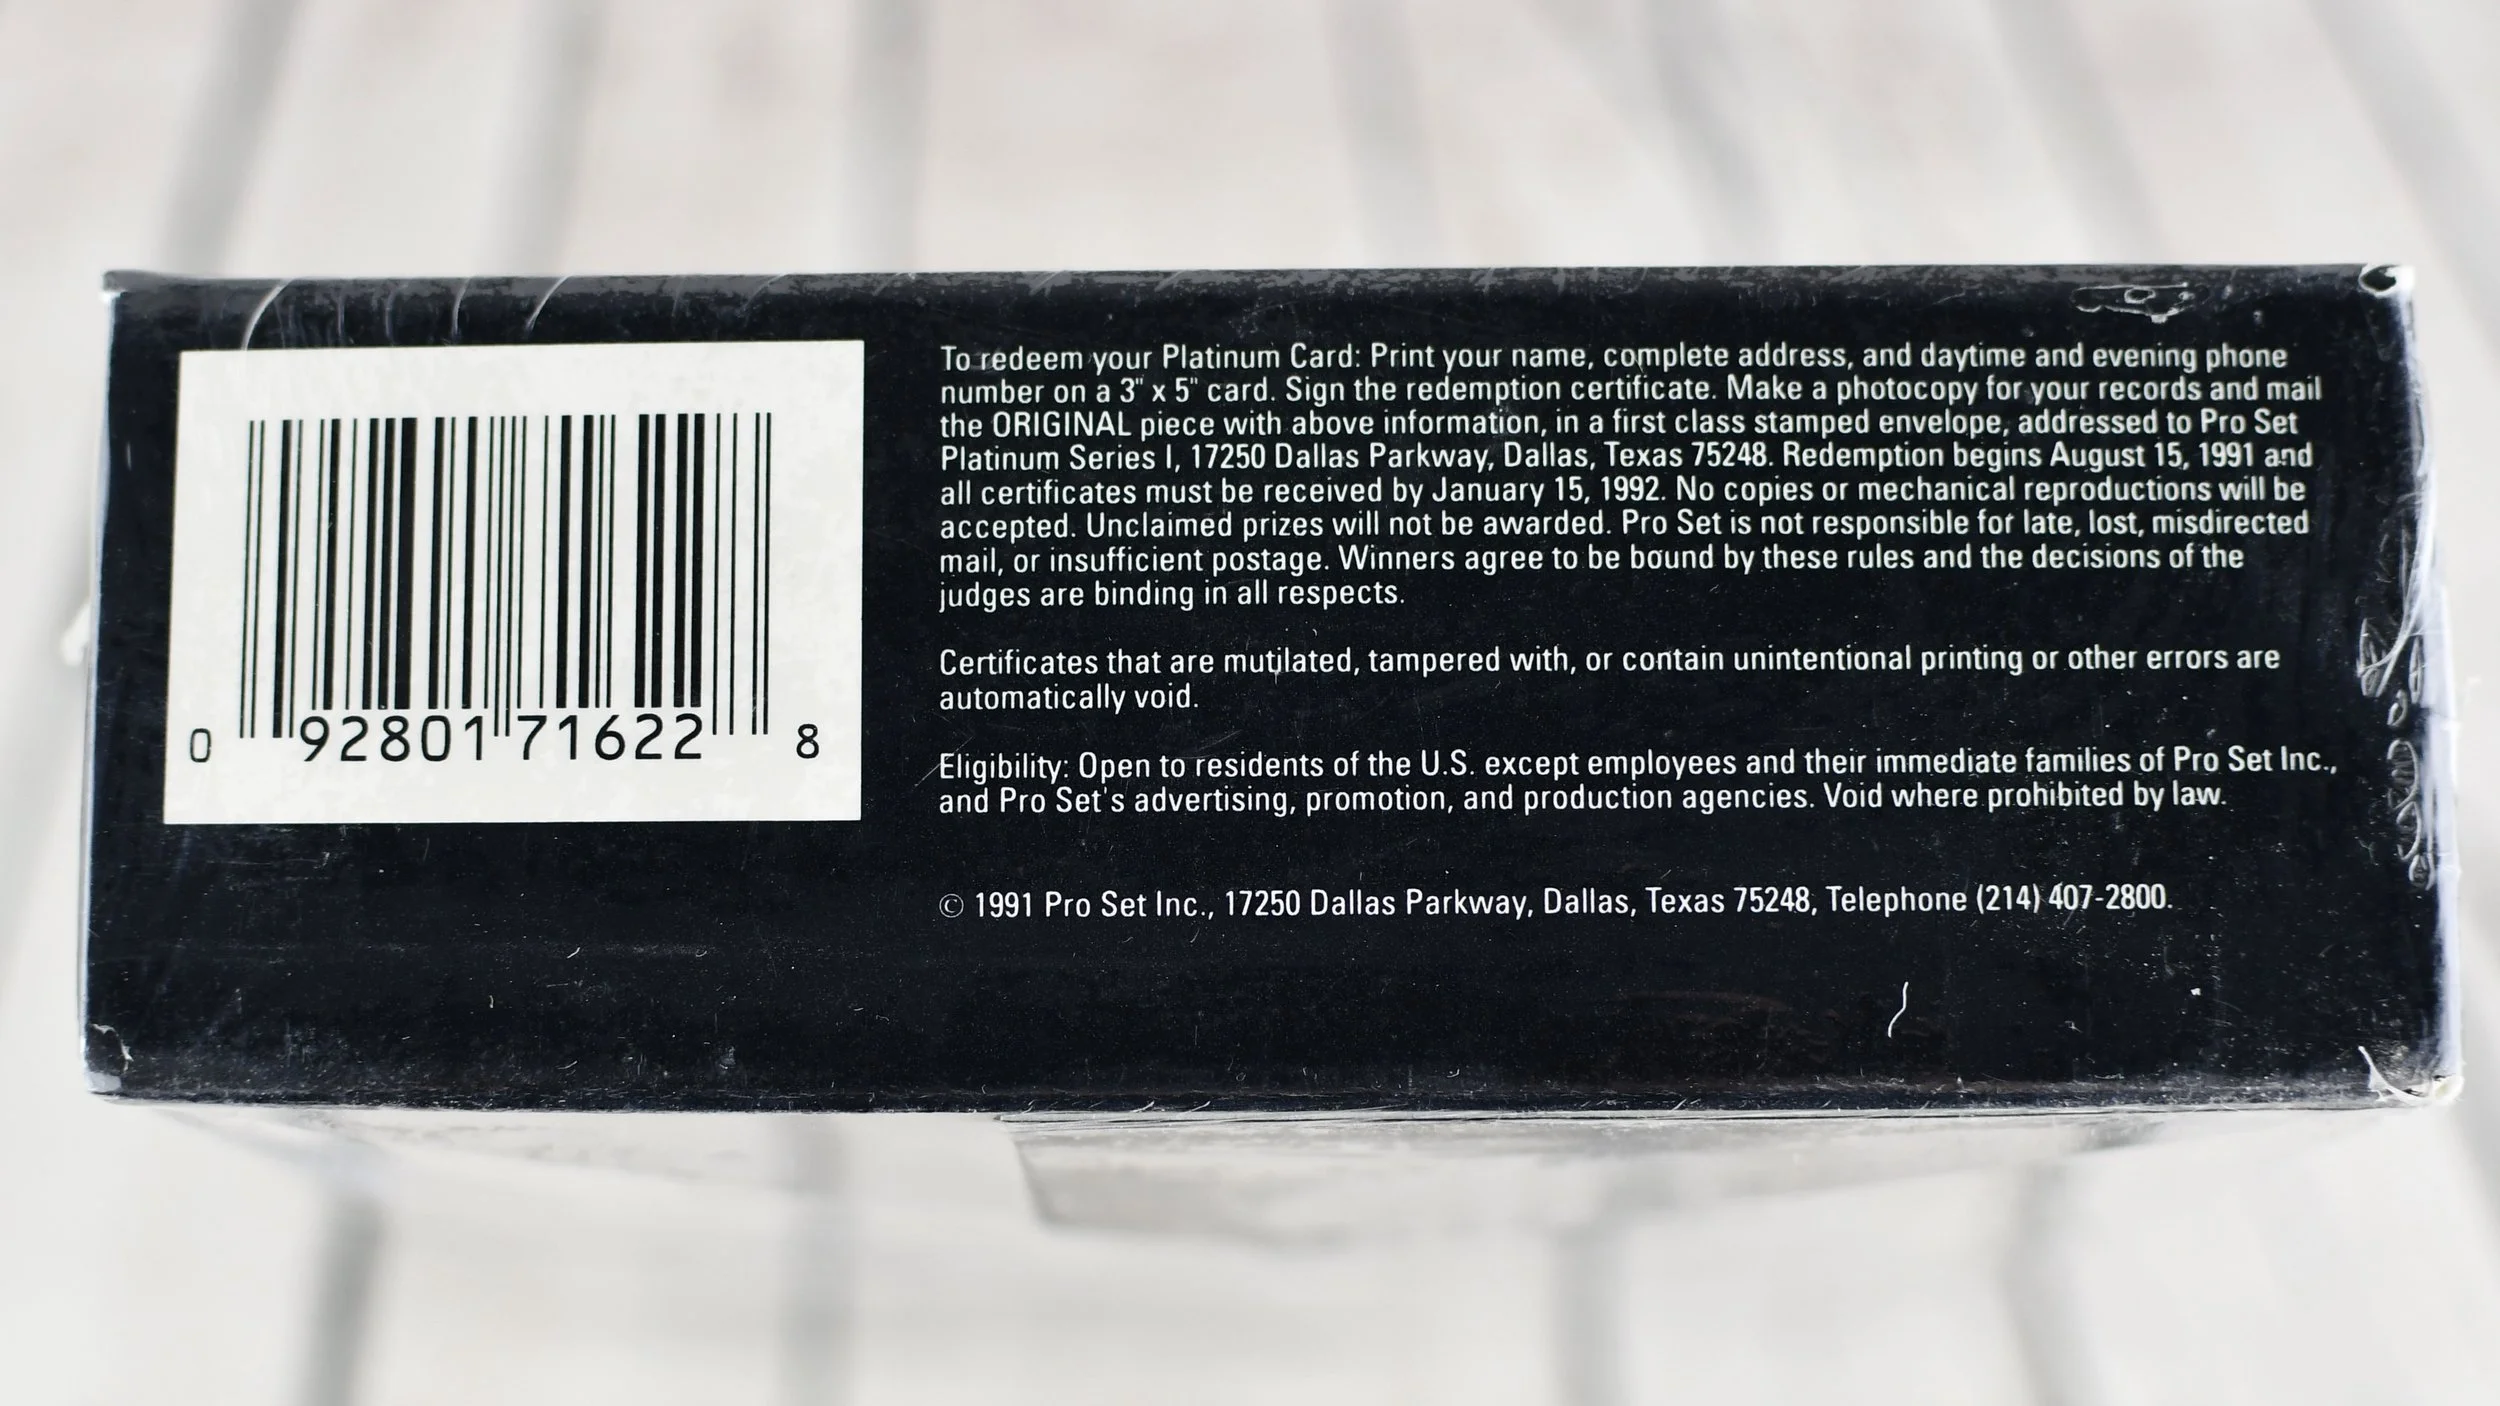 To redeem your Platinum Card: Print your name, complete address, and daytime and evening phone
number on a 3" x 5" card. Sign the redemption certificate. Make a photocopy for your records and mail
the ORIGINAL piece with above information, in a first class stamped envelope, addressed to Pro Set
Platinum Series I, 17250 Dallas Parkway, Dallas, Texas 75248. Redemption begins August 15, 1991 and
all certificates must be received by January 15, 1992. No copies or mechanical reproductions will be
accepted. Unclaimed prizes will not be awarded. Pro Set is not responsible for late, lost, misdirected
mail, or insufficient postage. Winners agree to be bound by these rules and the decisions of the
judges are binding in all respects.
Certificates that are mutilated, tampered with, or contain unintentional printing or other errors are
automatically void.
Eligibility: Open to residents of the U.S. except employees and their immediate families of Pro Set Inc.,
and Pro Set's advertising, promotion, and production agencies. Void where prohibited by law.
© 1991 Pro Set Inc., 17250 Dallas Parkway, Dallas, Texas 75248, Telephone (214) 407-2800.
0 92801 71622 8